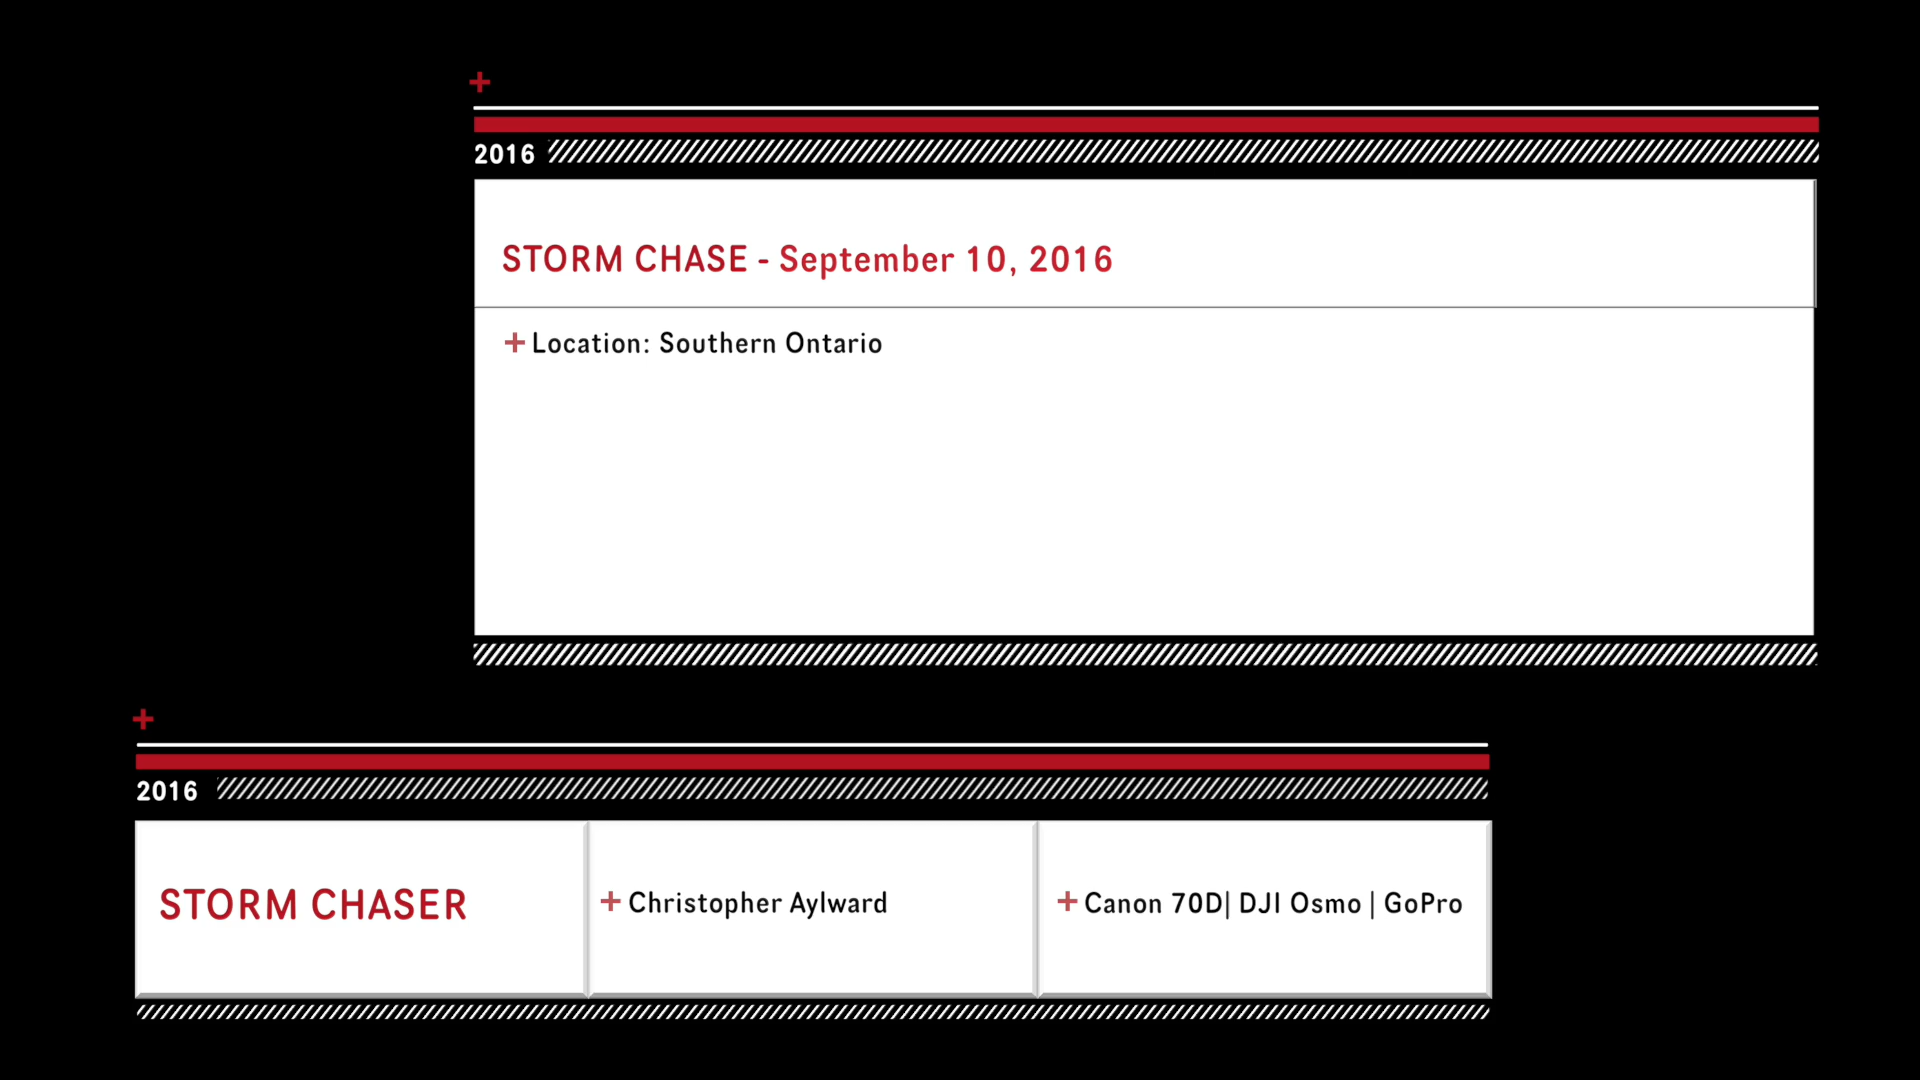 2016
STORM CHASE - September 10, 2016
+ Location: Southern Ontario
2016
STORM CHASER
+ Christopher Aylward
+ Canon 70D| DJI Osmo | GoPro